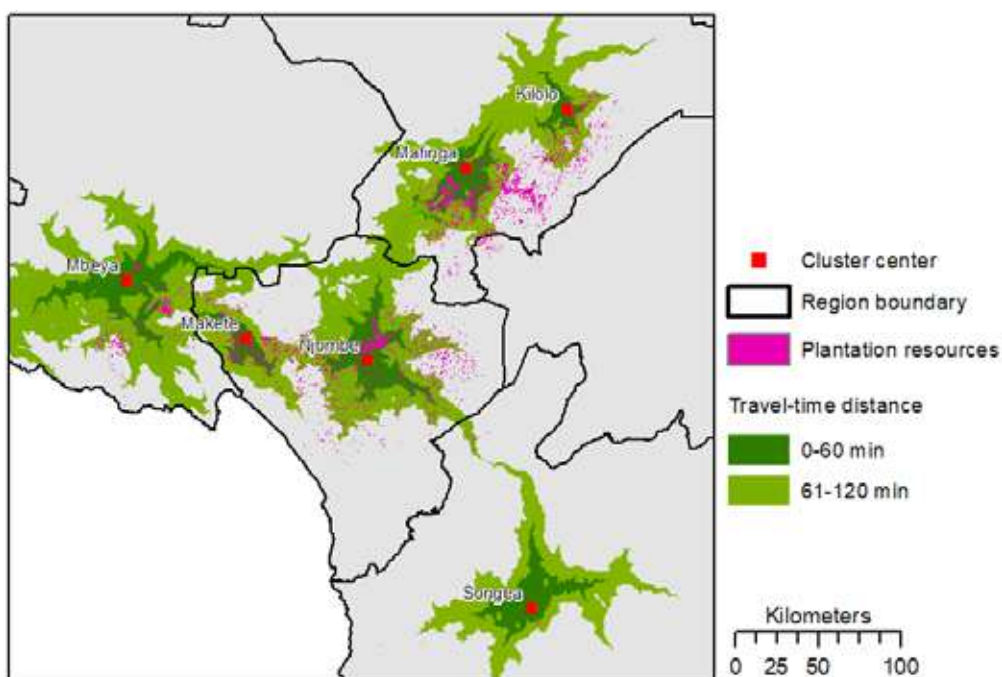 Kilolo
Mafinga
Mbeya
Makete
Njombe
Songea
Cluster center
Region boundary
Plantation resources
Travel-time distance
0-60 min
61-120 min
Kilometers
0 25 50 100